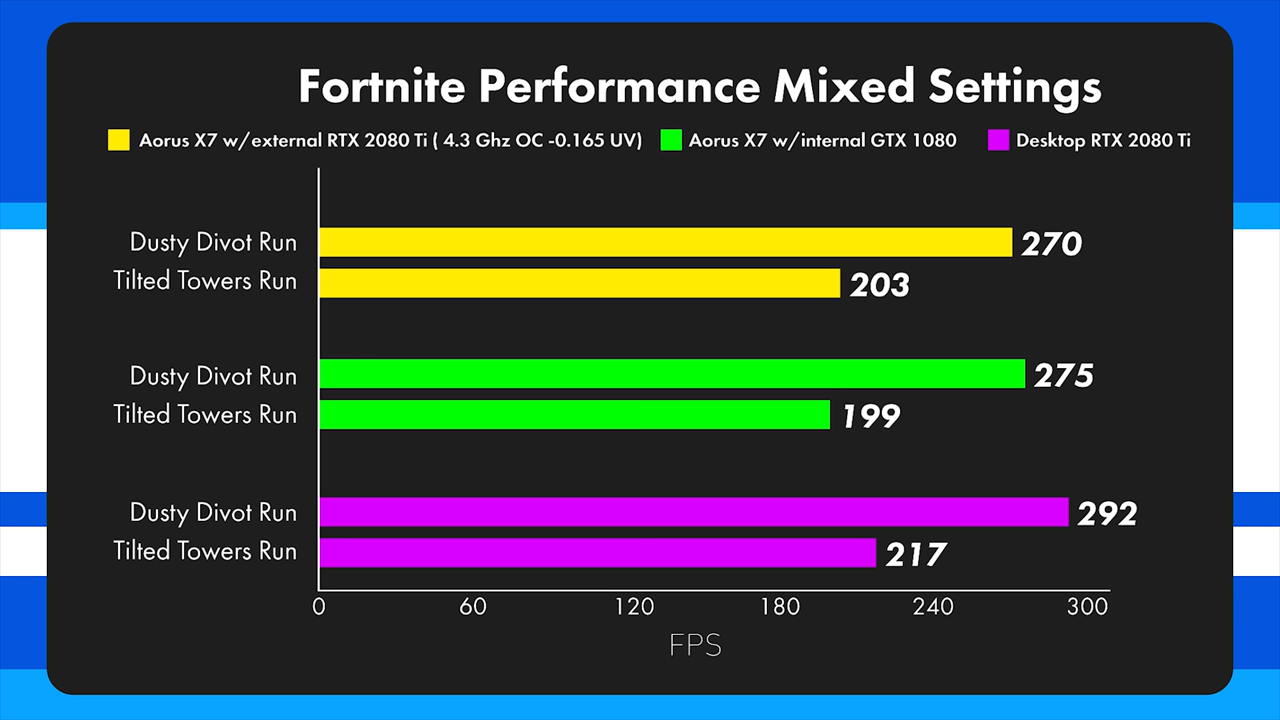 Fortnite Performance Mixed Settings
Aorus X7 w/external RTX 2080 Ti ( 4.3 Ghz OC -0.165 UV) Aorus X7 w/internal GTX 1080 Desktop RTX 2080 Ti
Dusty Divot Run 270
Tilted Towers Run 203
Dusty Divot Run 275
Tilted Towers Run 199
Dusty Divot Run 292
Tilted Towers Run 217
0 60 120 180 240 300
FPS